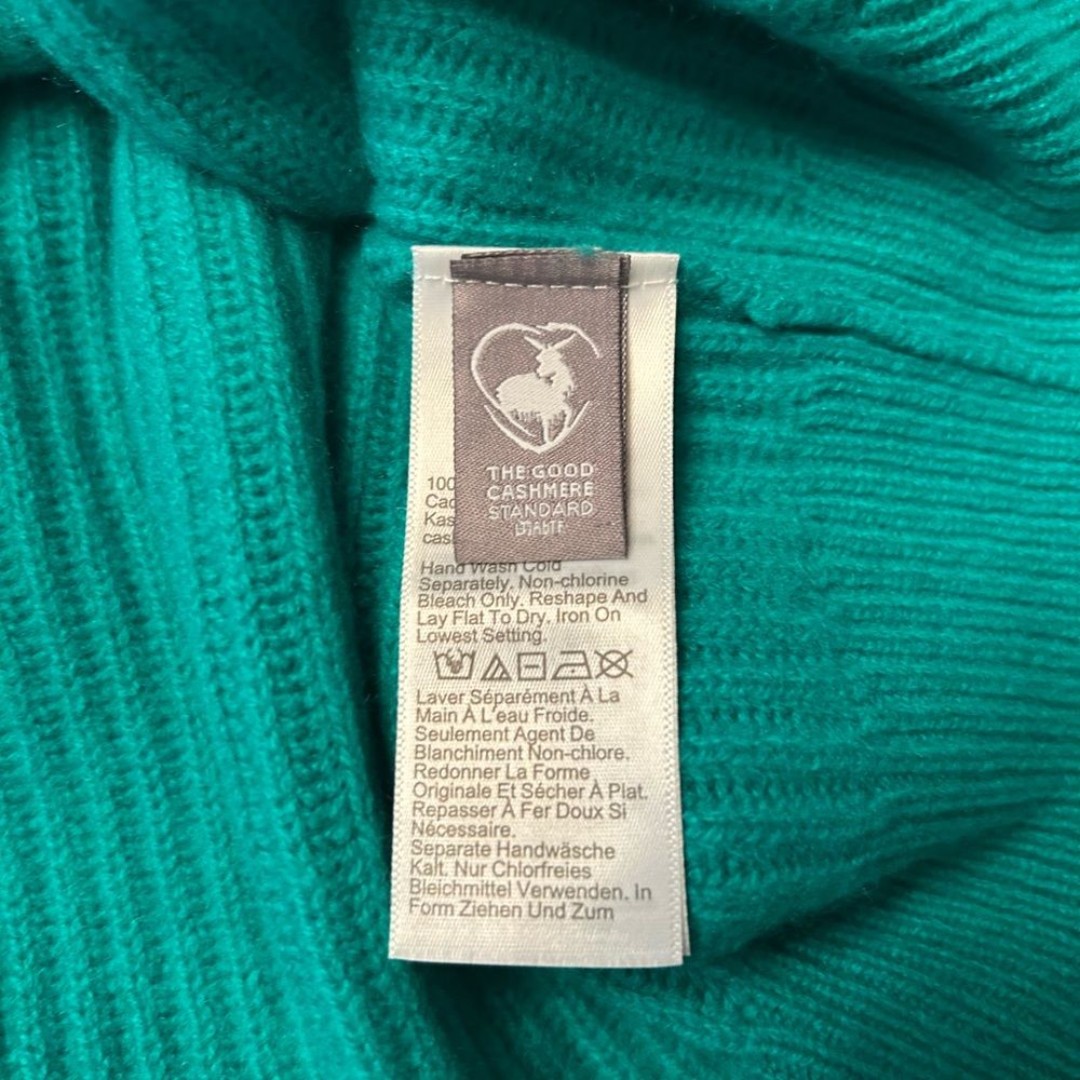 THE GOOD
CASHMERE
STANDARD
100
Hand Wash Cold
Separately. Non-chlorine
Bleach Only. Reshape And
Lay Flat To Dry. Iron On
Lowest Setting.
Laver Séparément À La
Main À L'eau Froide.
Seulement Agent De
Blanchiment Non-chlore.
Redonner La Forme
Originale Et Sécher À Plat.
Repasser À Fer Doux Si
Nécessaire.
Separate Handwäsche
Kalt. Nur Chlorfreies
Bleichmittel Verwenden. In
Form Ziehen Und Zum